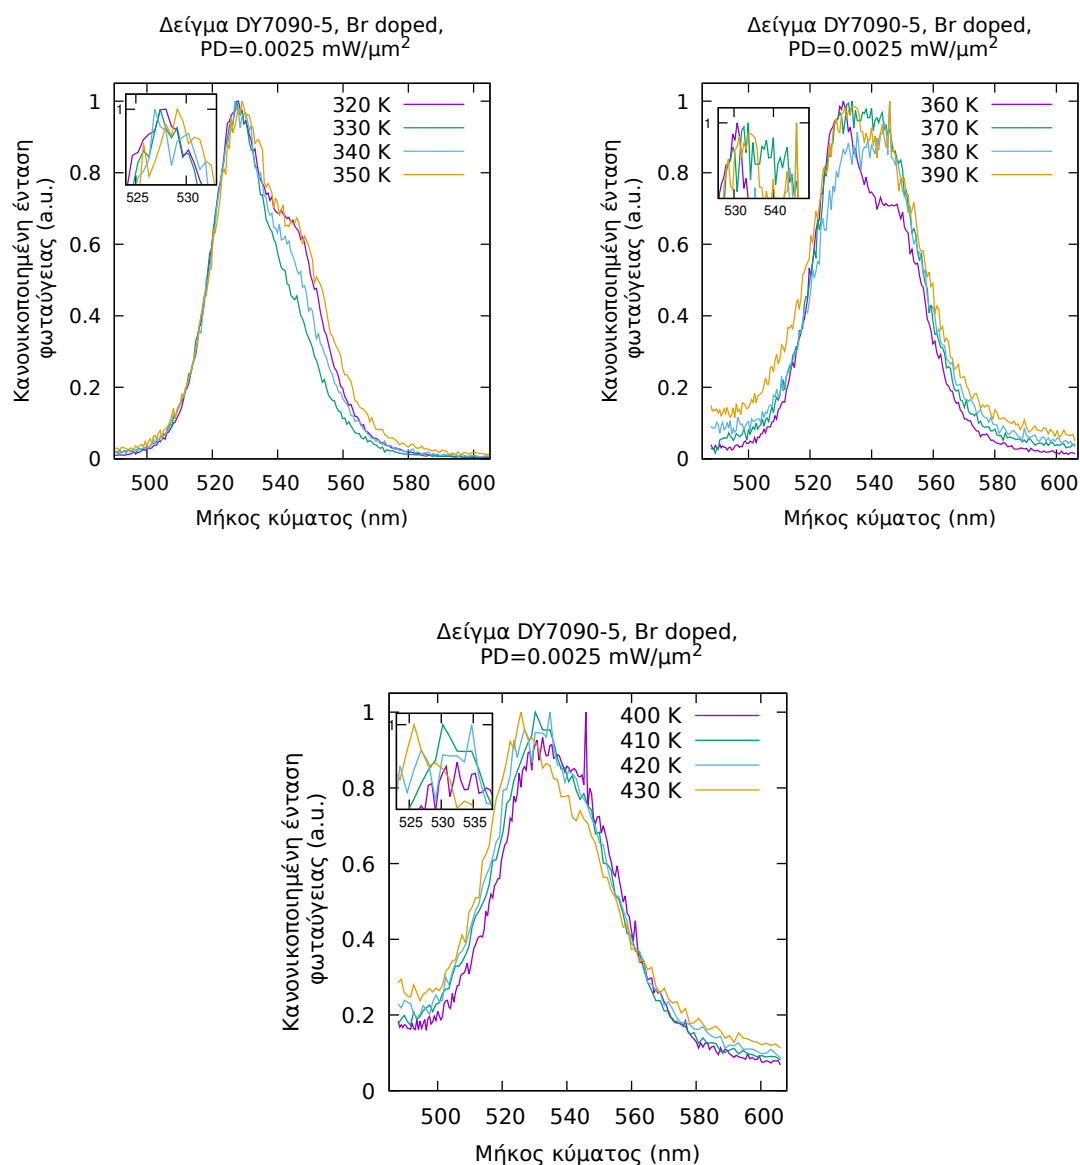 Δείγμα DY7090-5, Br doped,
PD=0.0025 mW/μm²
Κανονικοποιημένη ένταση
φωταύγειας (a.u.)
1
0.8
0.6
0.4
0.2
0
500 520 540 560 580 600
Μήκος κύματος (nm)
320 K
330 K
340 K
350 K
1
525 530
Δείγμα DY7090-5, Br doped,
PD=0.0025 mW/μm²
Κανονικοποιημένη ένταση
φωταύγειας (a.u.)
1
0.8
0.6
0.4
0.2
0
500 520 540 560 580 600
Μήκος κύματος (nm)
360 K
370 K
380 K
390 K
1
530 540
Δείγμα DY7090-5, Br doped,
PD=0.0025 mW/μm²
Κανονικοποιημένη ένταση
φωταύγειας (a.u.)
1
0.8
0.6
0.4
0.2
0
500 520 540 560 580 600
Μήκος κύματος (nm)
400 K
410 K
420 K
430 K
1
525 530 535